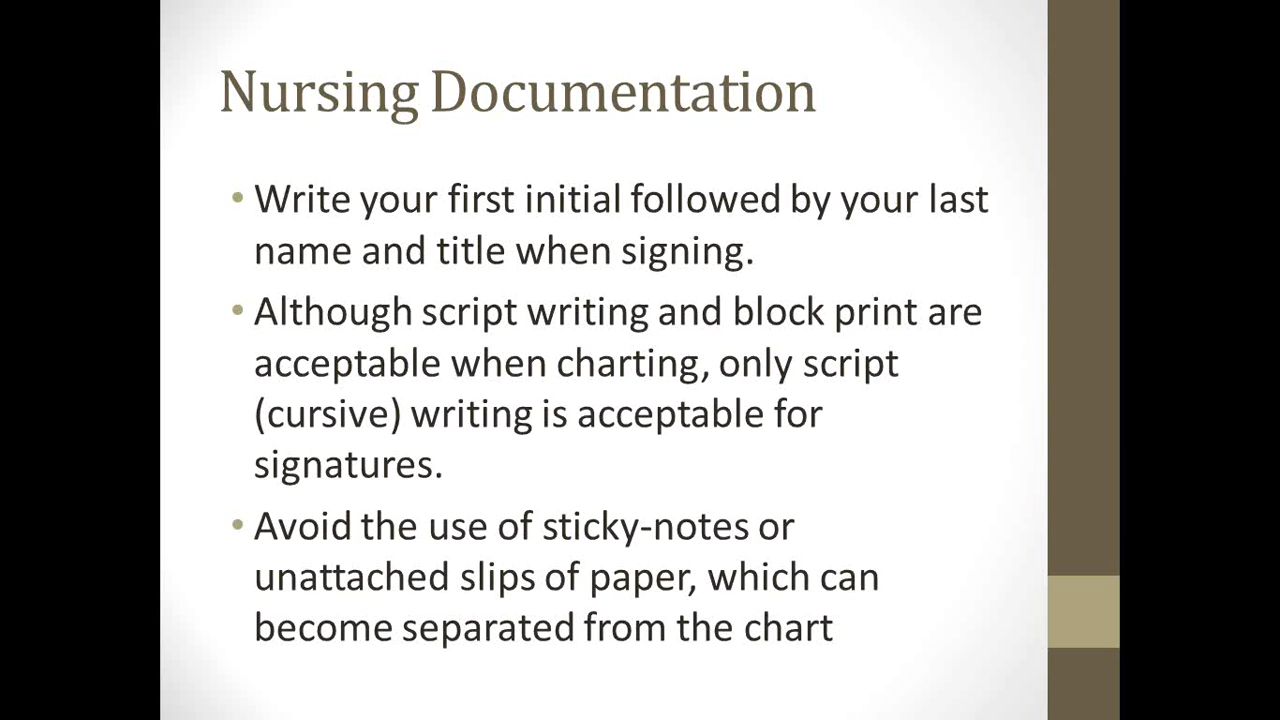 Nursing Documentation
• Write your first initial followed by your last
name and title when signing.
• Although script writing and block print are
acceptable when charting, only script
(cursive) writing is acceptable for
signatures.
• Avoid the use of sticky-notes or
unattached slips of paper, which can
become separated from the chart